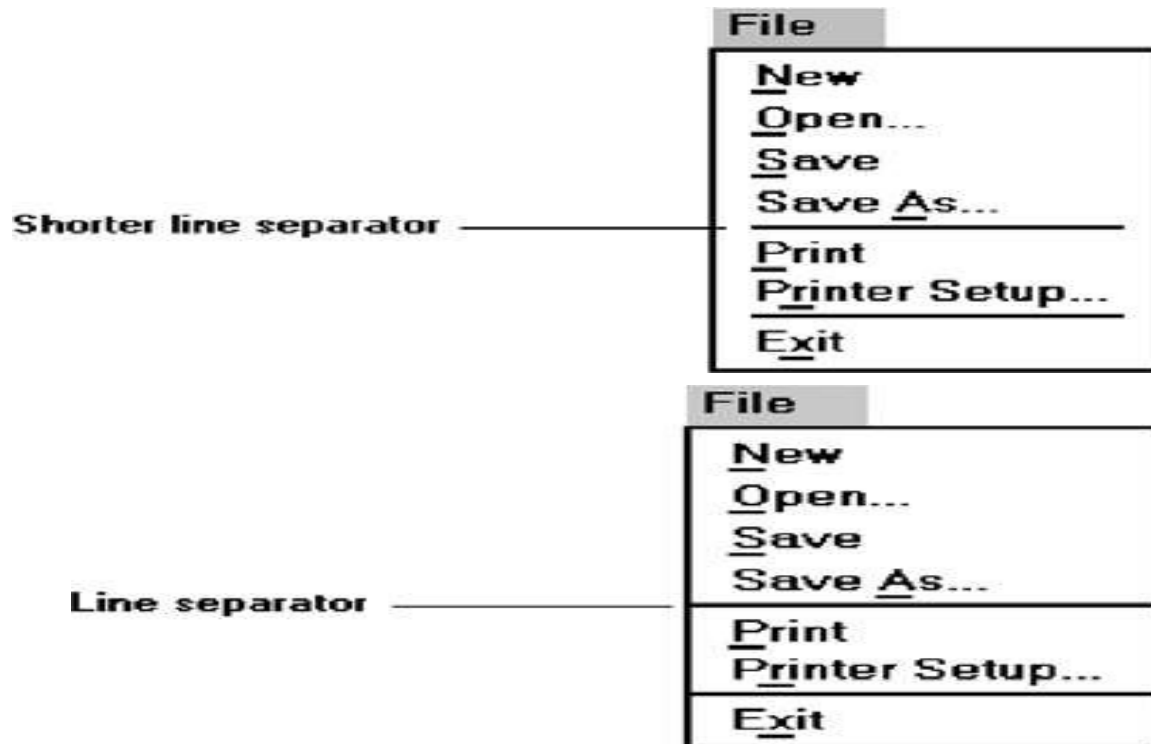 File
New
Open...
Save
Save As...
Shorter line separator
Print
Printer Setup...
Exit
File
New
Open...
Save
Save As...
Line separator
Print
Printer Setup...
Exit